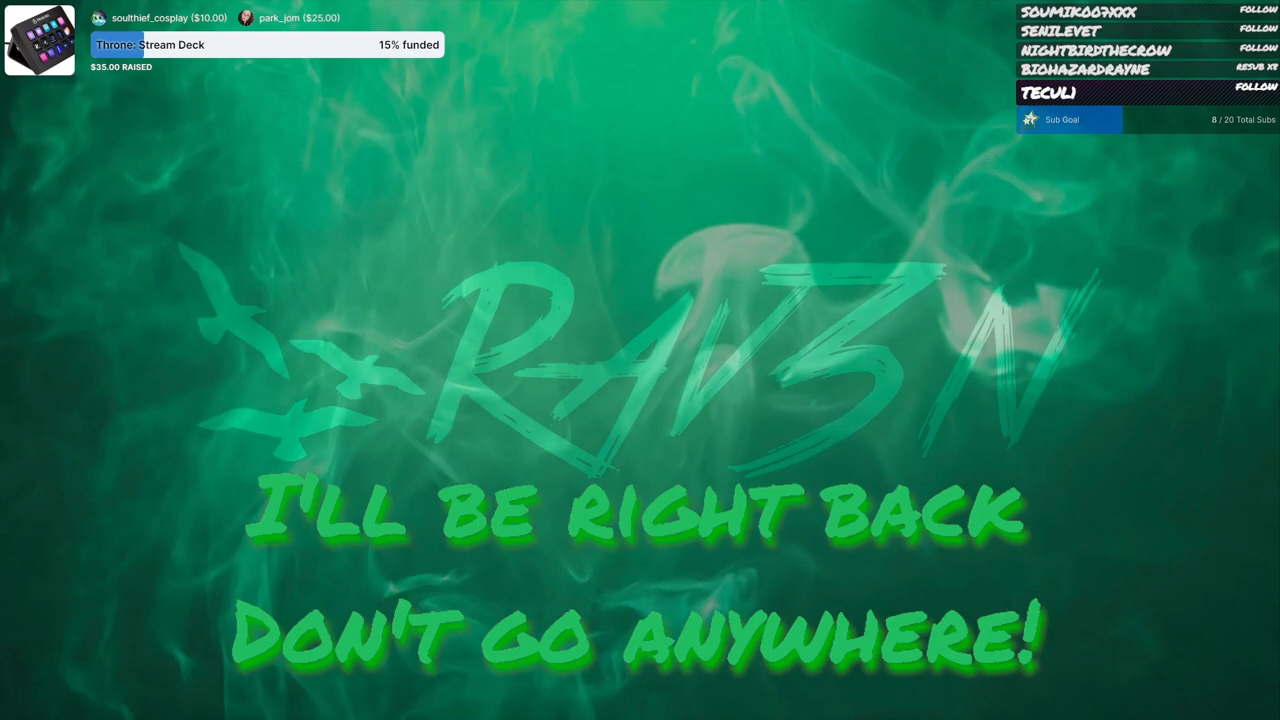 soulthief_cosplay ($10.00) park_jom ($25.00)
Throne: Stream Deck 15% funded
$35.00 RAISED
SOUMIK007XXX FOLLOW
SENILEVET FOLLOW
NIGHTBIRDTHECROW FOLLOW
BIOHAZARDRAYNE RESUB X8
TECULI FOLLOW
Sub Goal 8 / 20 Total Subs
RAV3N
I'LL BE RIGHT BACK
DON'T GO ANYWHERE!